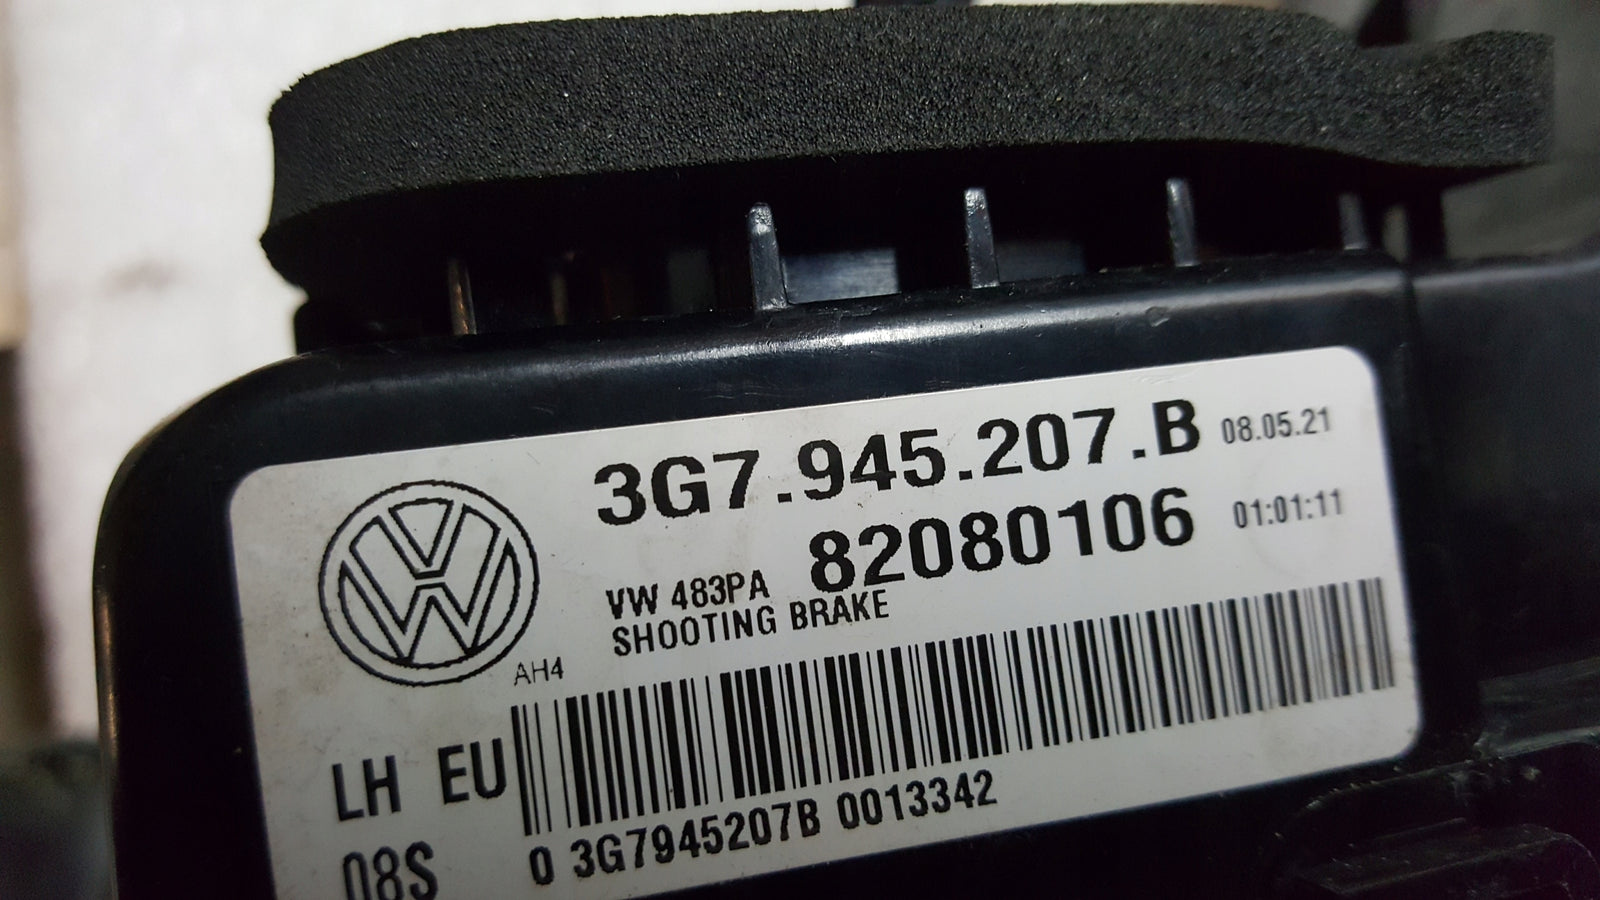 3G7.945.207.B 08.05.21
82080106 01:01:11
VW 483PA
SHOOTING BRAKE
AH4
LH EU
08S
0 3G7945207B 0013342